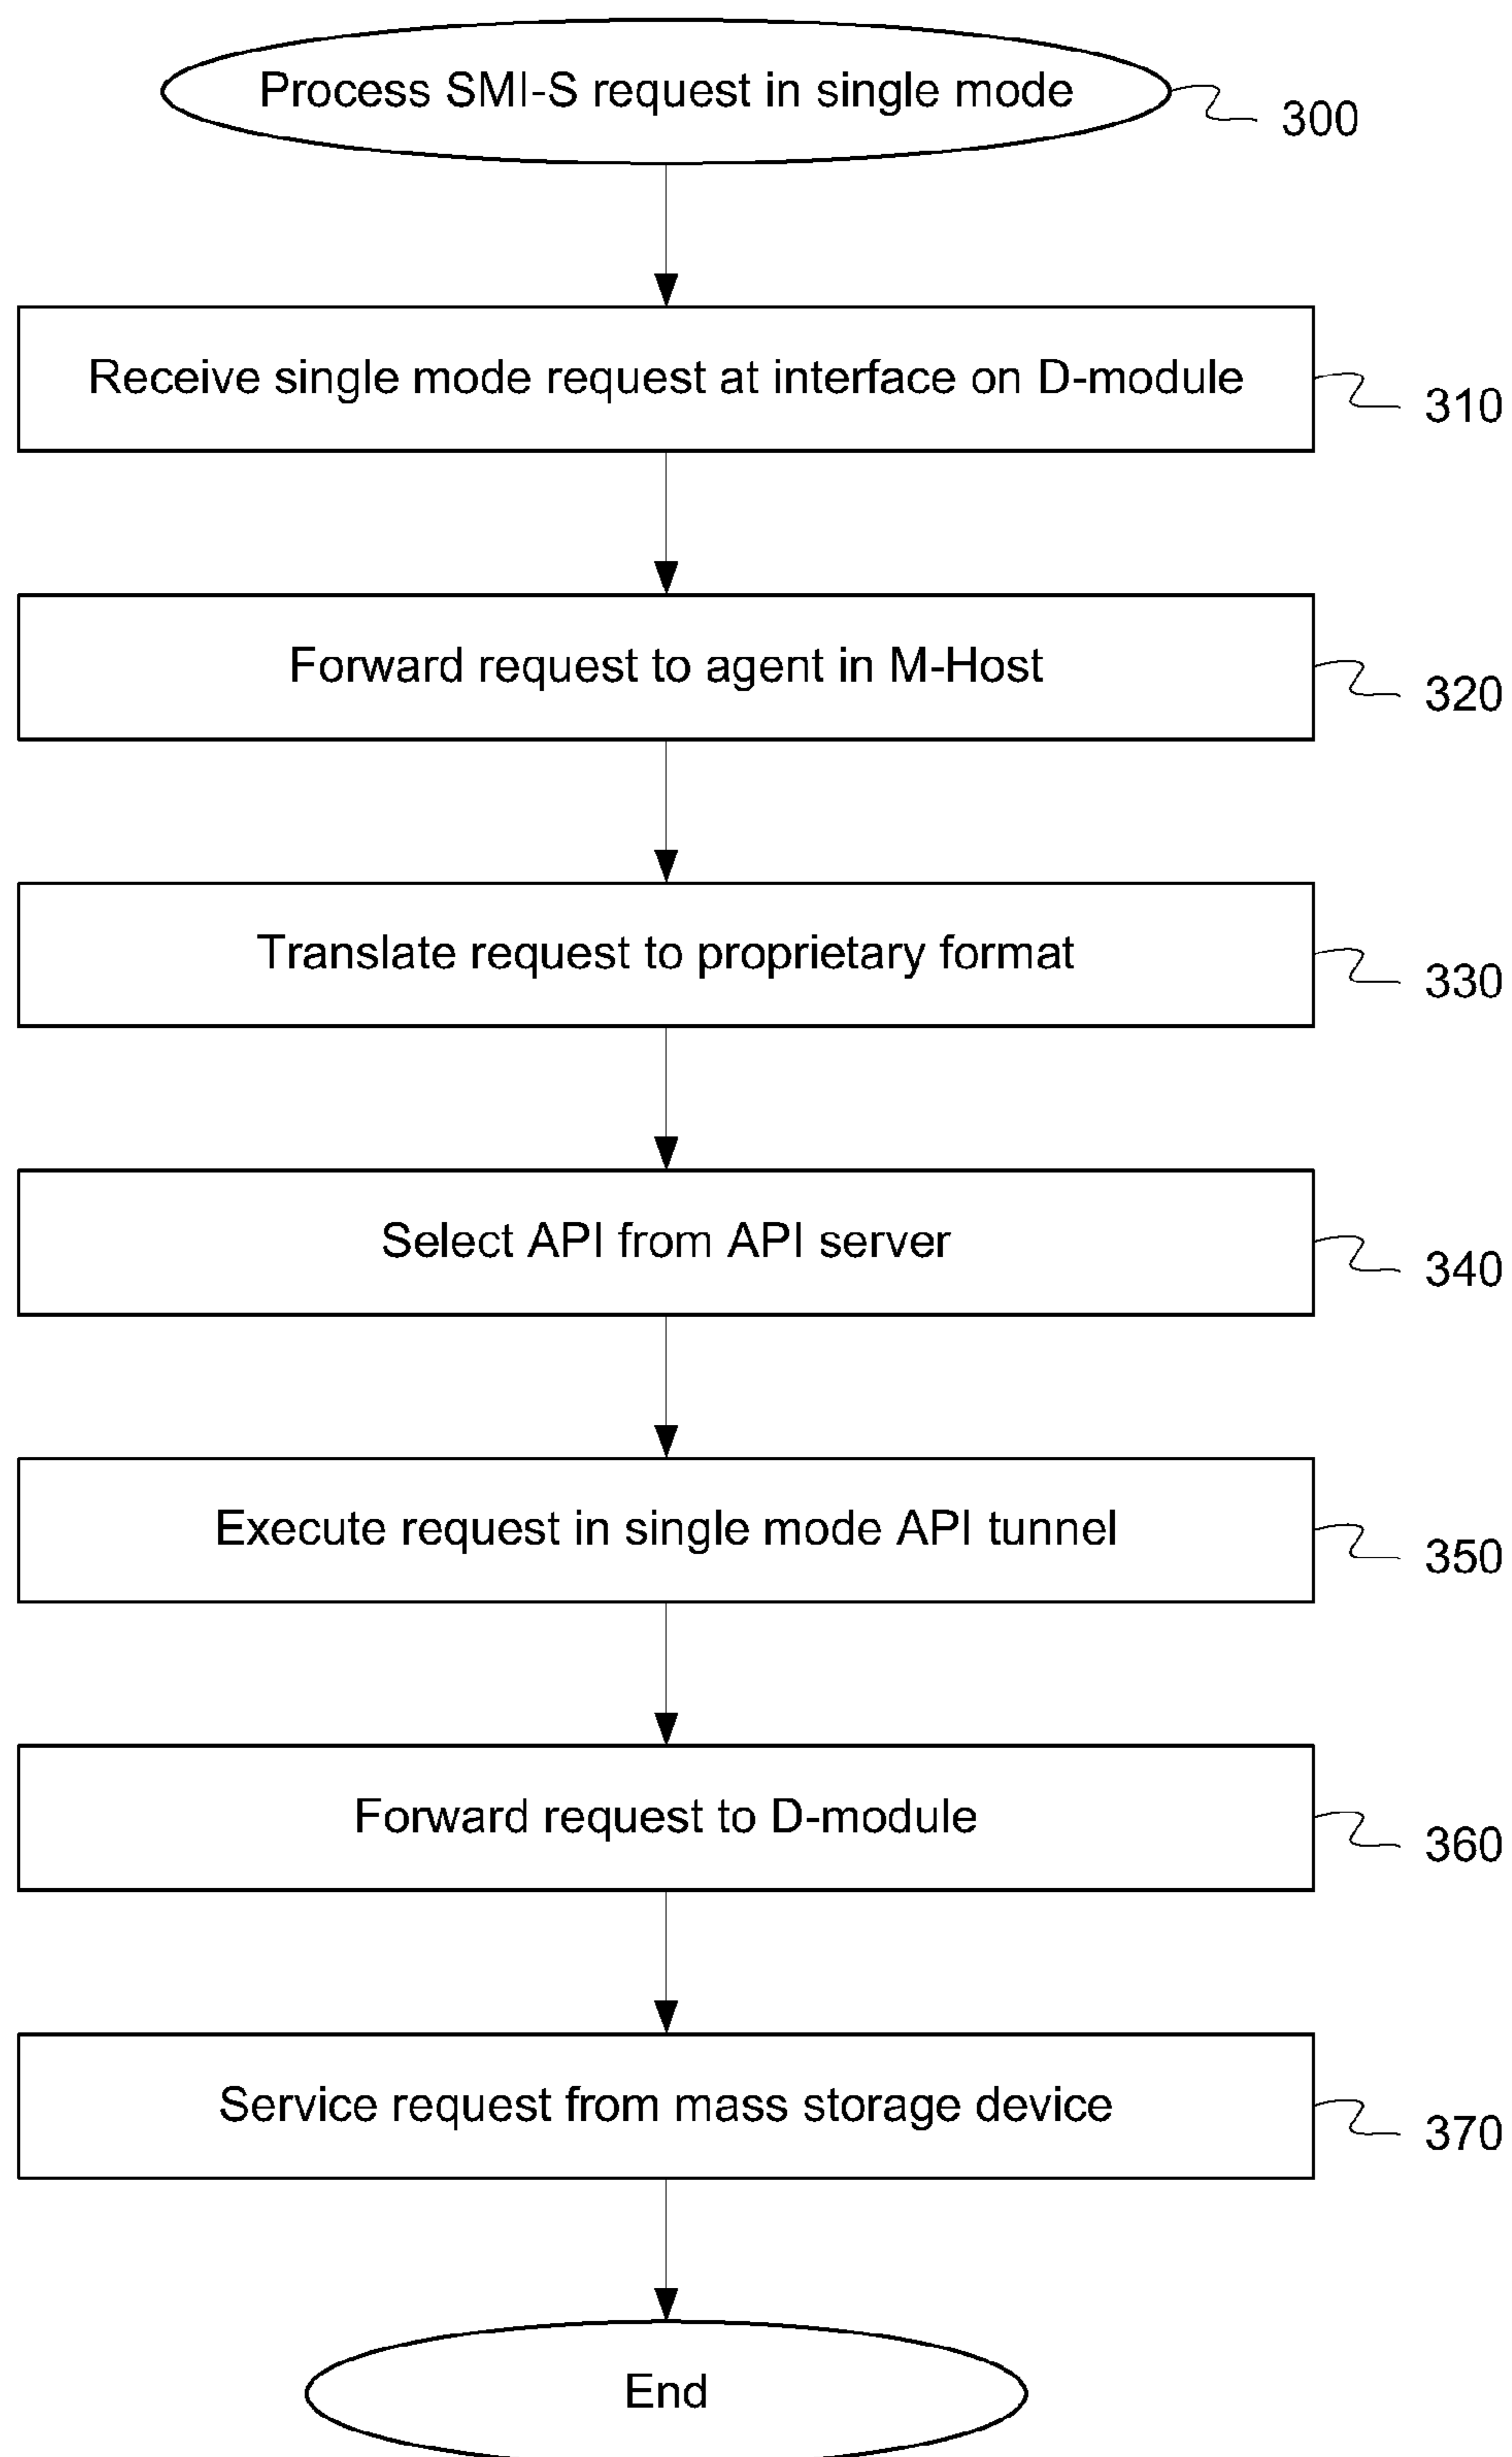 Process SMI-S request in single mode
300
Receive single mode request at interface on D-module
310
Forward request to agent in M-Host
320
Translate request to proprietary format
330
Select API from API server
340
Execute request in single mode API tunnel
350
Forward request to D-module
360
Service request from mass storage device
370
End